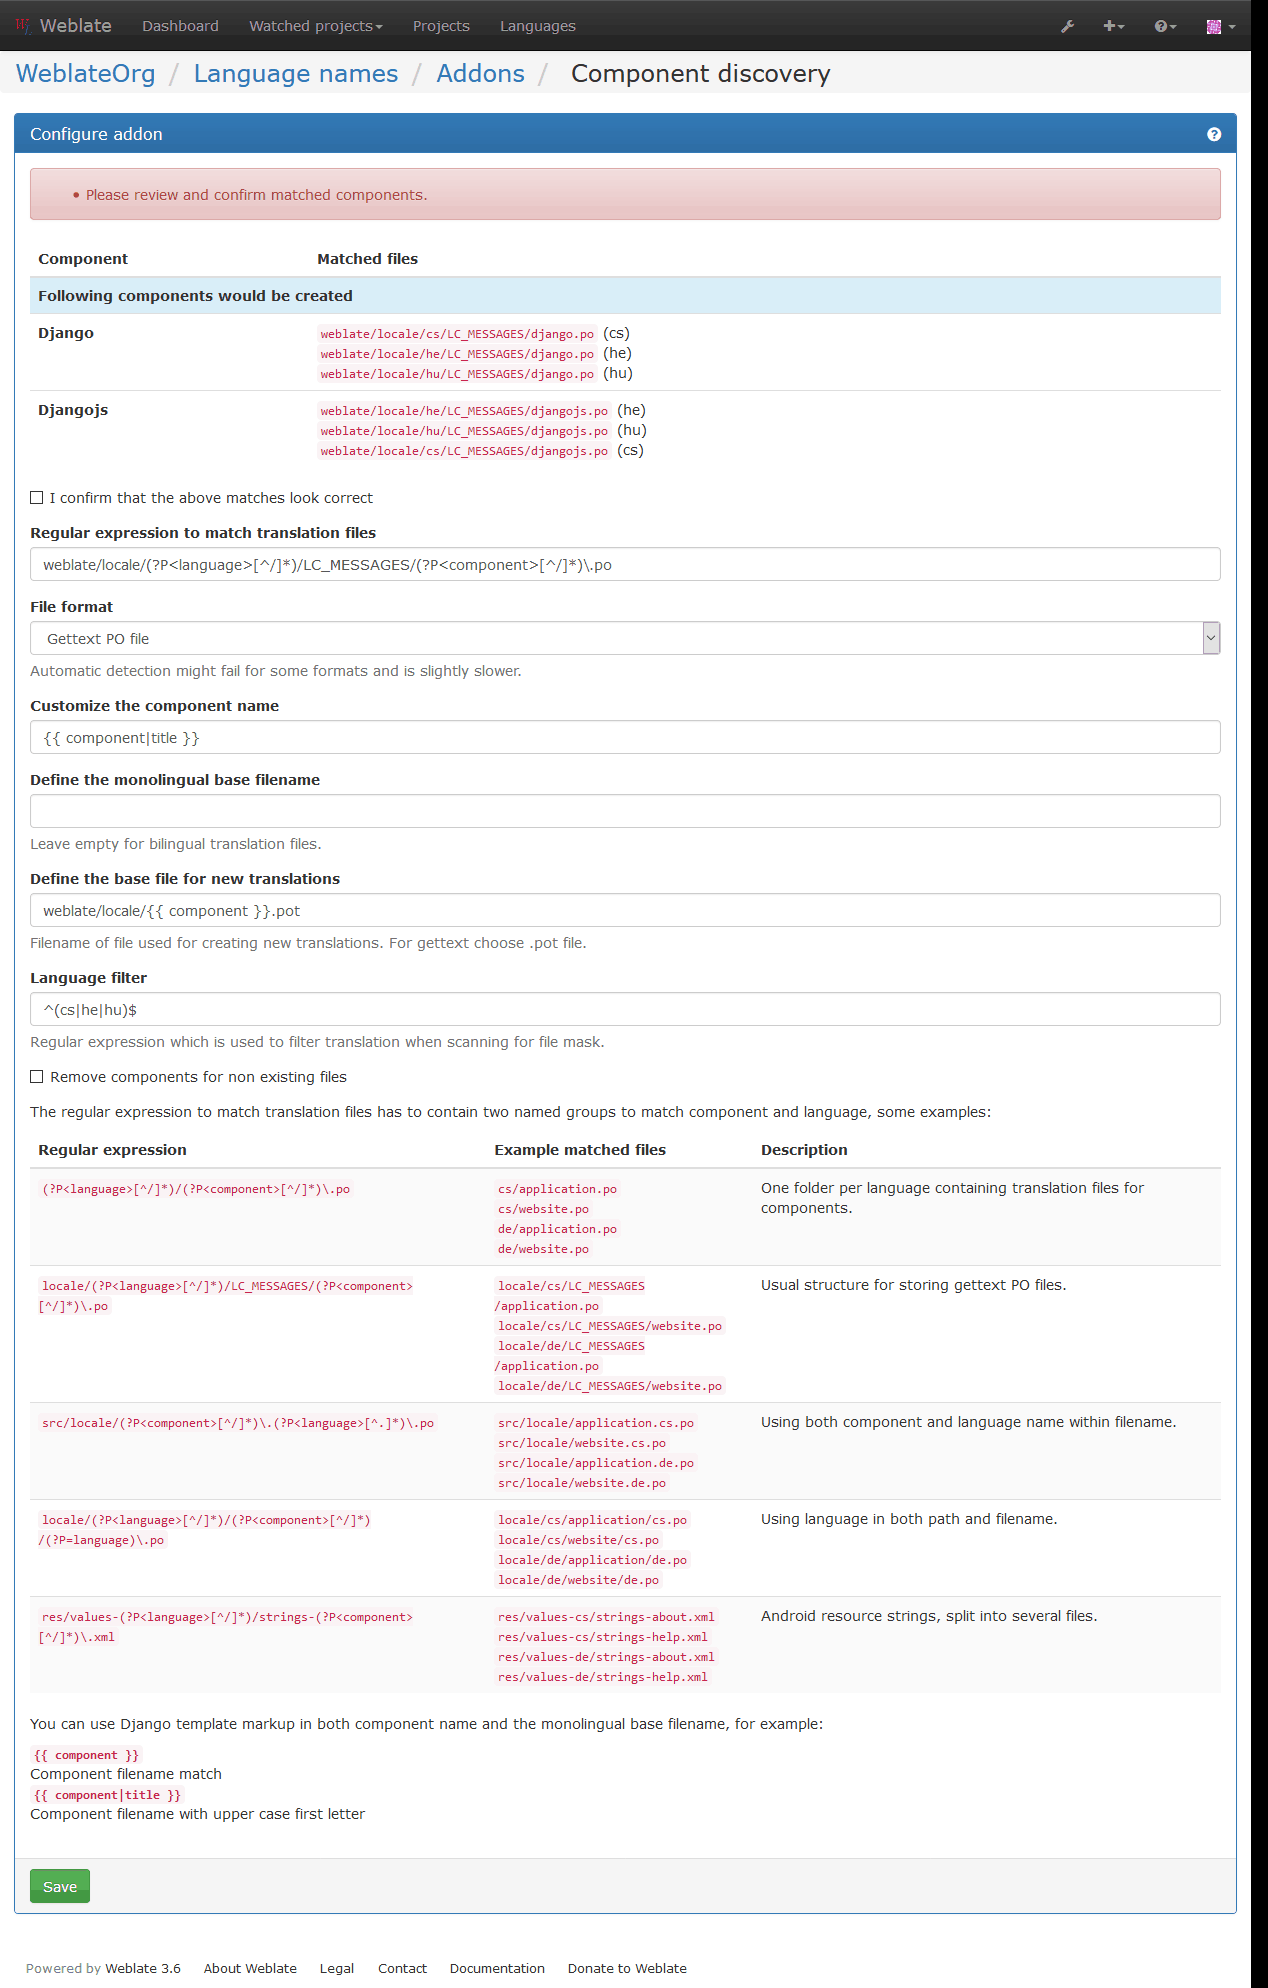 Weblate Dashboard Watched projects Projects Languages
WeblateOrg / Language names / Addons / Component discovery
Configure addon
• Please review and confirm matched components.
Component Matched files
Following components would be created
Django weblate/locale/cs/LC_MESSAGES/django.po (cs)
weblate/locale/he/LC_MESSAGES/django.po (he)
weblate/locale/hu/LC_MESSAGES/django.po (hu)
Djangojs weblate/locale/he/LC_MESSAGES/djangojs.po (he)
weblate/locale/hu/LC_MESSAGES/djangojs.po (hu)
weblate/locale/cs/LC_MESSAGES/djangojs.po (cs)
I confirm that the above matches look correct
Regular expression to match translation files
weblate/locale/(?P<language>[^/]*)/LC_MESSAGES/(?P<component>[^/]*)\.po
File format
Gettext PO file
Automatic detection might fail for some formats and is slightly slower.
Customize the component name
{{ component|title }}
Define the monolingual base filename
Leave empty for bilingual translation files.
Define the base file for new translations
weblate/locale/{{ component }}.pot
Filename of file used for creating new translations. For gettext choose .pot file.
Language filter
^(cs|he|hu)$
Regular expression which is used to filter translation when scanning for file mask.
Remove components for non existing files
The regular expression to match translation files has to contain two named groups to match component and language, some examples:
Regular expression Example matched files Description
(?P<language>[^/]*)/(?P<component>[^/]*)\.po cs/application.po One folder per language containing translation files for
cs/website.po components.
de/application.po
de/website.po
locale/(?P<language>[^/]*)/LC_MESSAGES/(?P<component> locale/cs/LC_MESSAGES Usual structure for storing gettext PO files.
[^/]*)\.po /application.po
locale/cs/LC_MESSAGES/website.po
locale/de/LC_MESSAGES
/application.po
locale/de/LC_MESSAGES/website.po
src/locale/(?P<component>[^/]*)\.(?P<language>[^.]*)\.po src/locale/application.cs.po Using both component and language name within filename.
src/locale/website.cs.po
src/locale/application.de.po
src/locale/website.de.po
locale/(?P<language>[^/]*)/(?P<component>[^/]*) locale/cs/application/cs.po Using language in both path and filename.
/(?P=language)\.po locale/cs/website/cs.po
locale/de/application/de.po
locale/de/website/de.po
res/values-(?P<language>[^/]*)/strings-(?P<component> res/values-cs/strings-about.xml Android resource strings, split into several files.
[^/]*)\.xml res/values-cs/strings-help.xml
res/values-de/strings-about.xml
res/values-de/strings-help.xml
You can use Django template markup in both component name and the monolingual base filename, for example:
{{ component }}
Component filename match
{{ component|title }}
Component filename with upper case first letter
Save
Powered by Weblate 3.6 About Weblate Legal Contact Documentation Donate to Weblate